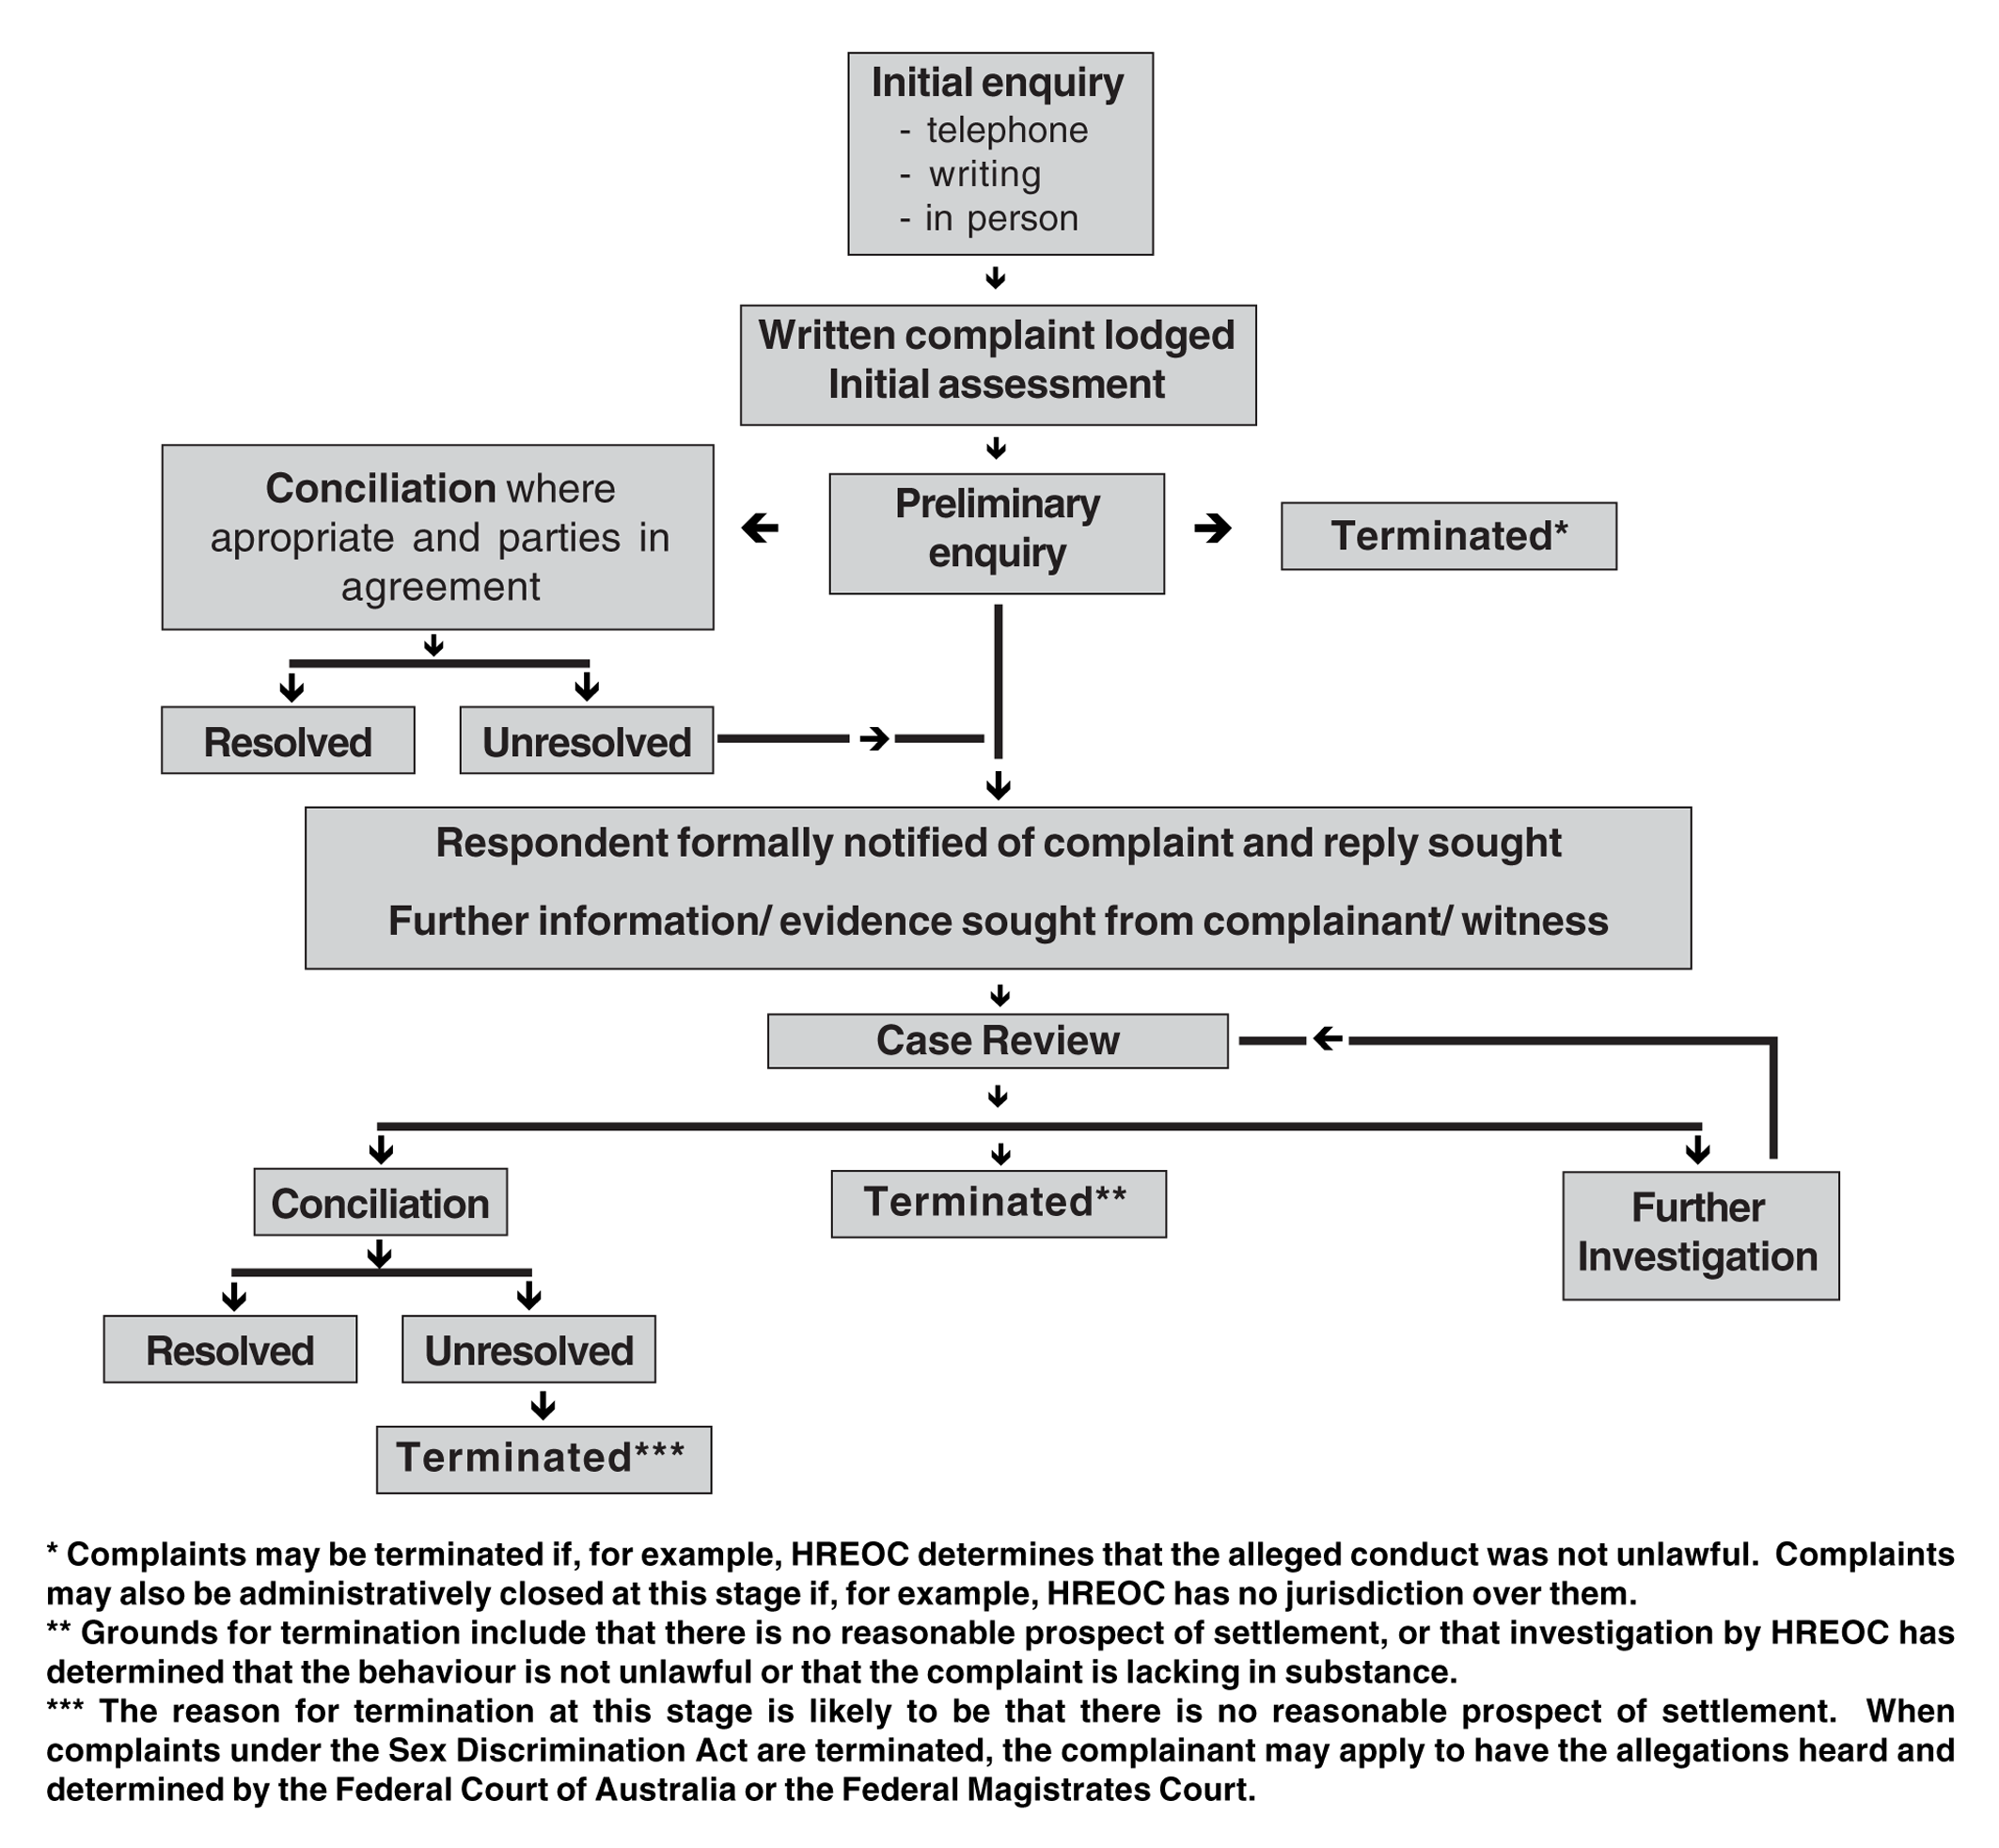 Initial enquiry
- telephone
- writing
- in person
Written complaint lodged
Initial assessment
Conciliation where
apropriate and parties in
agreement
Preliminary
enquiry
Terminated*
Resolved
Unresolved
Respondent formally notified of complaint and reply sought
Further information/ evidence sought from complainant/ witness
Case Review
Conciliation
Terminated**
Further
Investigation
Resolved
Unresolved
Terminated***
* Complaints may be terminated if, for example, HREOC determines that the alleged conduct was not unlawful. Complaints
may also be administratively closed at this stage if, for example, HREOC has no jurisdiction over them.
** Grounds for termination include that there is no reasonable prospect of settlement, or that investigation by HREOC has
determined that the behaviour is not unlawful or that the complaint is lacking in substance.
*** The reason for termination at this stage is likely to be that there is no reasonable prospect of settlement. When
complaints under the Sex Discrimination Act are terminated, the complainant may apply to have the allegations heard and
determined by the Federal Court of Australia or the Federal Magistrates Court.